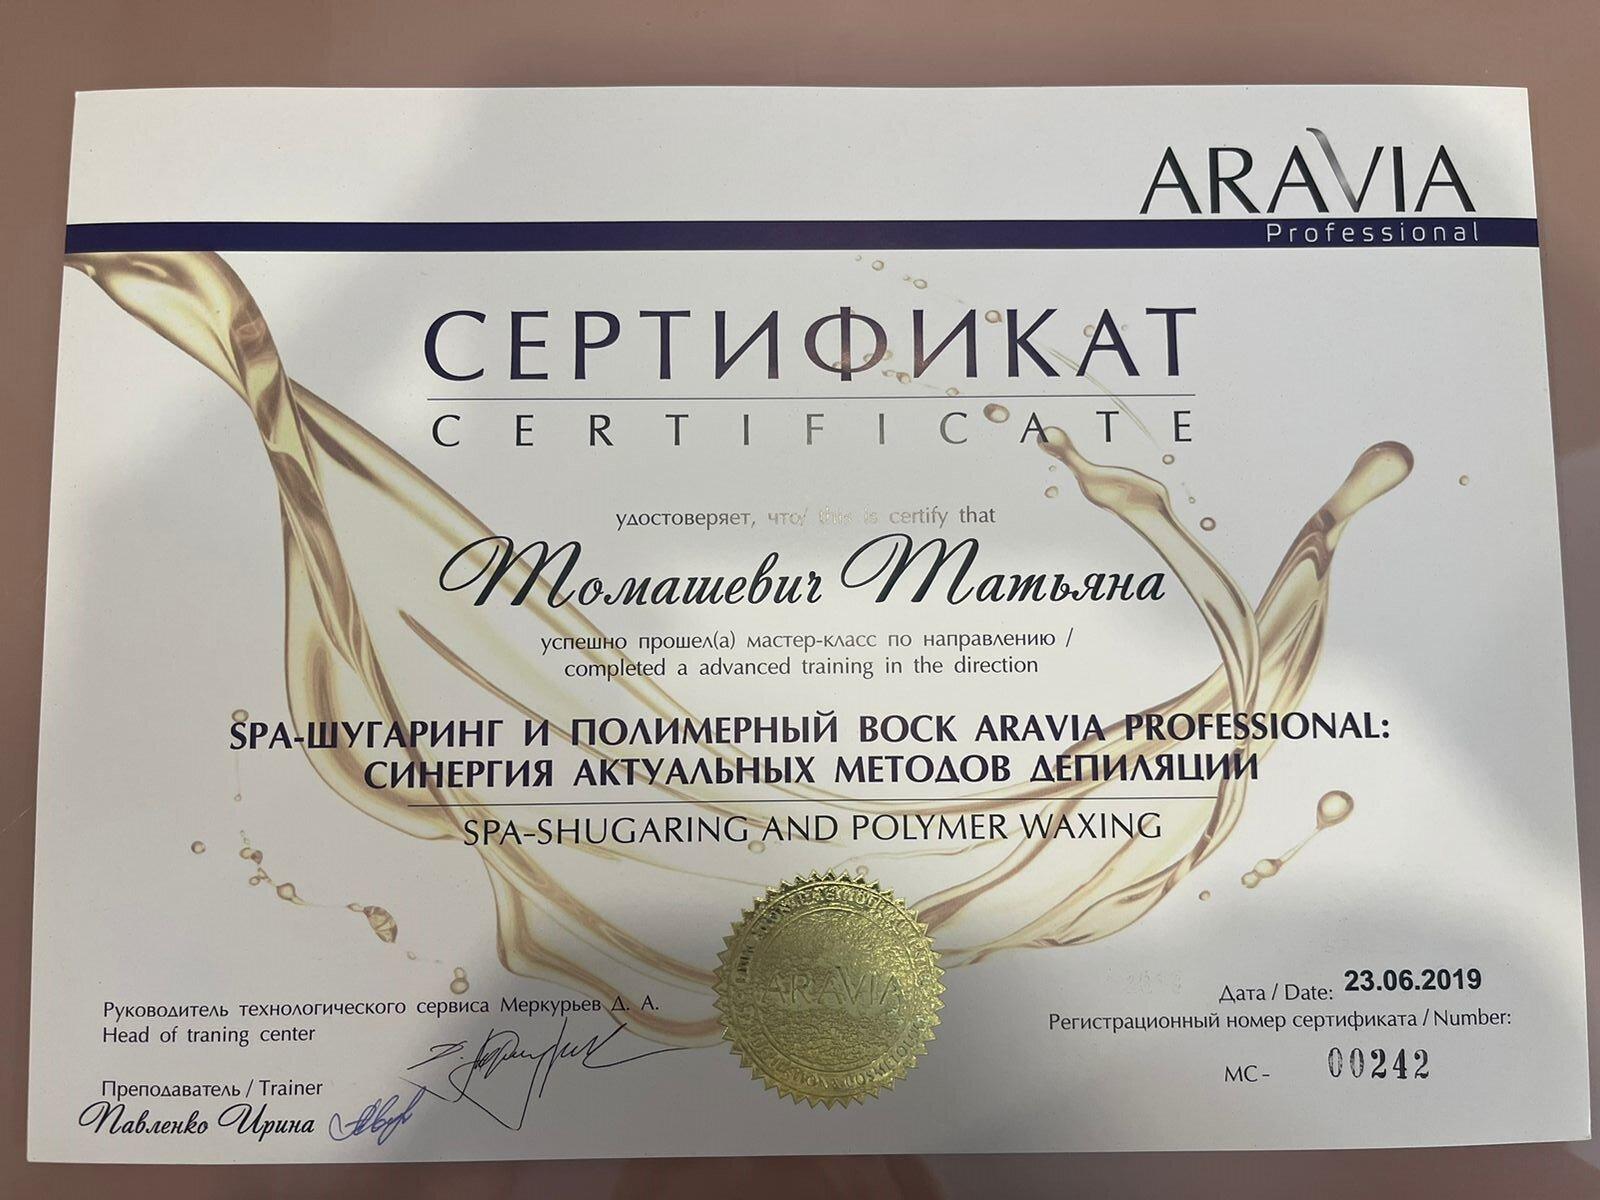 ARAVIA
Professional
СЕРТИФИКАТ
CERTIFICATE
удостоверяет, что/ this is certify that
Томашевич Татьяна
успешно прошел(а) мастер-класс по направлению /
completed a advanced training in the direction
SPA-ШУГАРИНГ И ПОЛИМЕРНЫЙ ВОСК ARAVIA PROFESSIONAL:
СИНЕРГИЯ АКТУАЛЬНЫХ МЕТОДОВ ДЕПИЛЯЦИИ
SPA-SHUGARING AND POLYMER WAXING
ARAVIA
Руководитель технологического сервиса Меркурьев Д. А.
Head of traning center
Преподаватель / Trainer
Павленко Ирина
Дата / Date: 23.06.2019
Регистрационный номер сертификата / Number:
МС- 00242